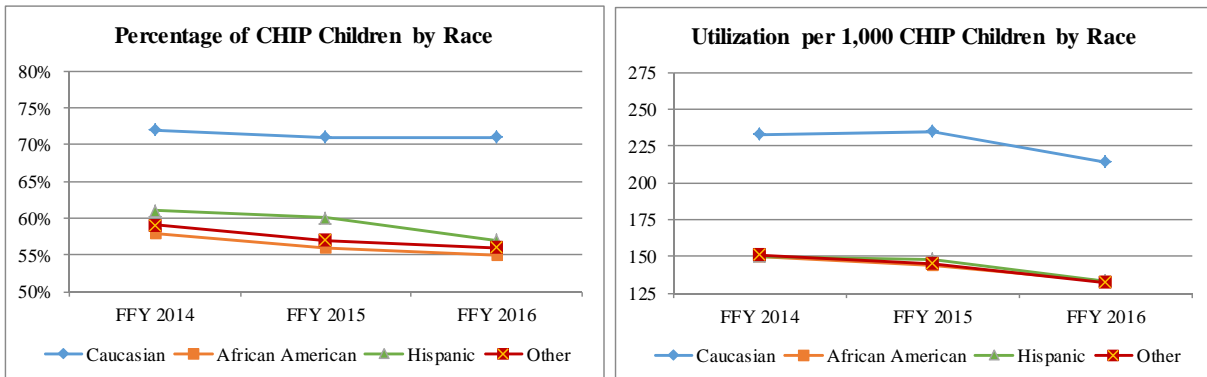 Percentage of CHIP Children by Race
80%
75%
70%
65%
60%
55%
50%
FFY 2014 FFY 2015 FFY 2016
Caucasian African American Hispanic Other
Utilization per 1,000 CHIP Children by Race
275
250
225
200
175
150
125
FFY 2014 FFY 2015 FFY 2016
Caucasian African American Hispanic Other